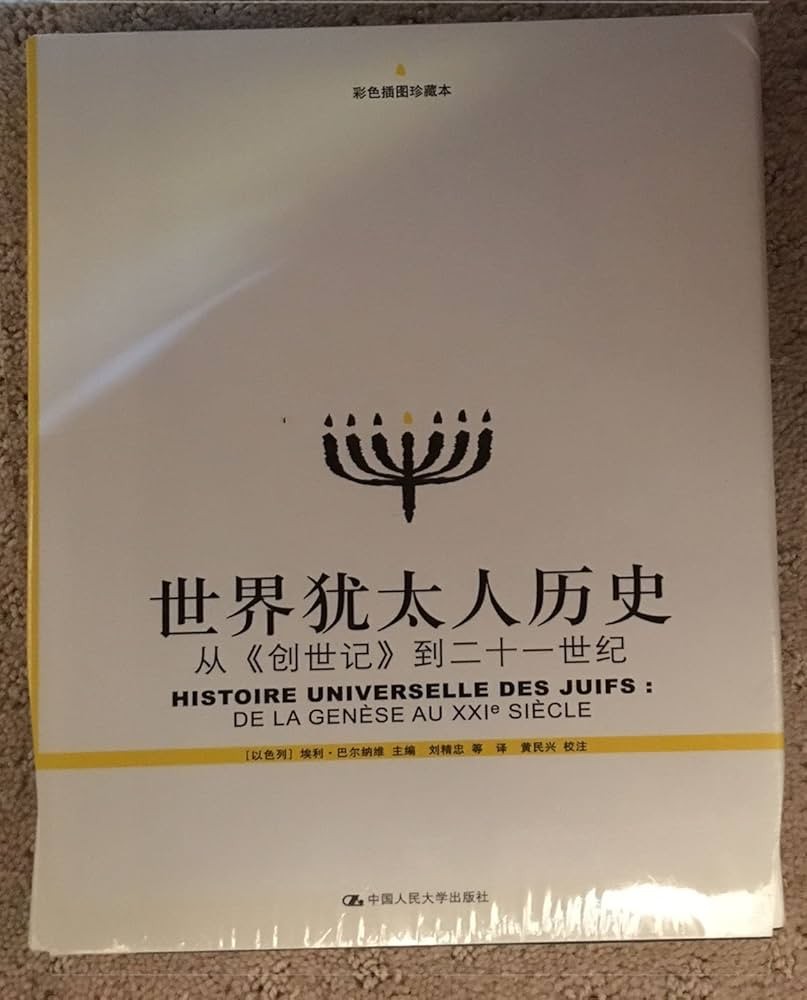 彩色插图珍藏本
世界犹太人历史
从《创世记》到二十一世纪
HISTOIRE UNIVERSELLE DES JUIFS :
DE LA GENÈSE AU XXIe SIÈCLE
[以色列] 埃利·巴尔纳维 主编 刘精忠 等 译 黄民兴 校注
中国人民大学出版社